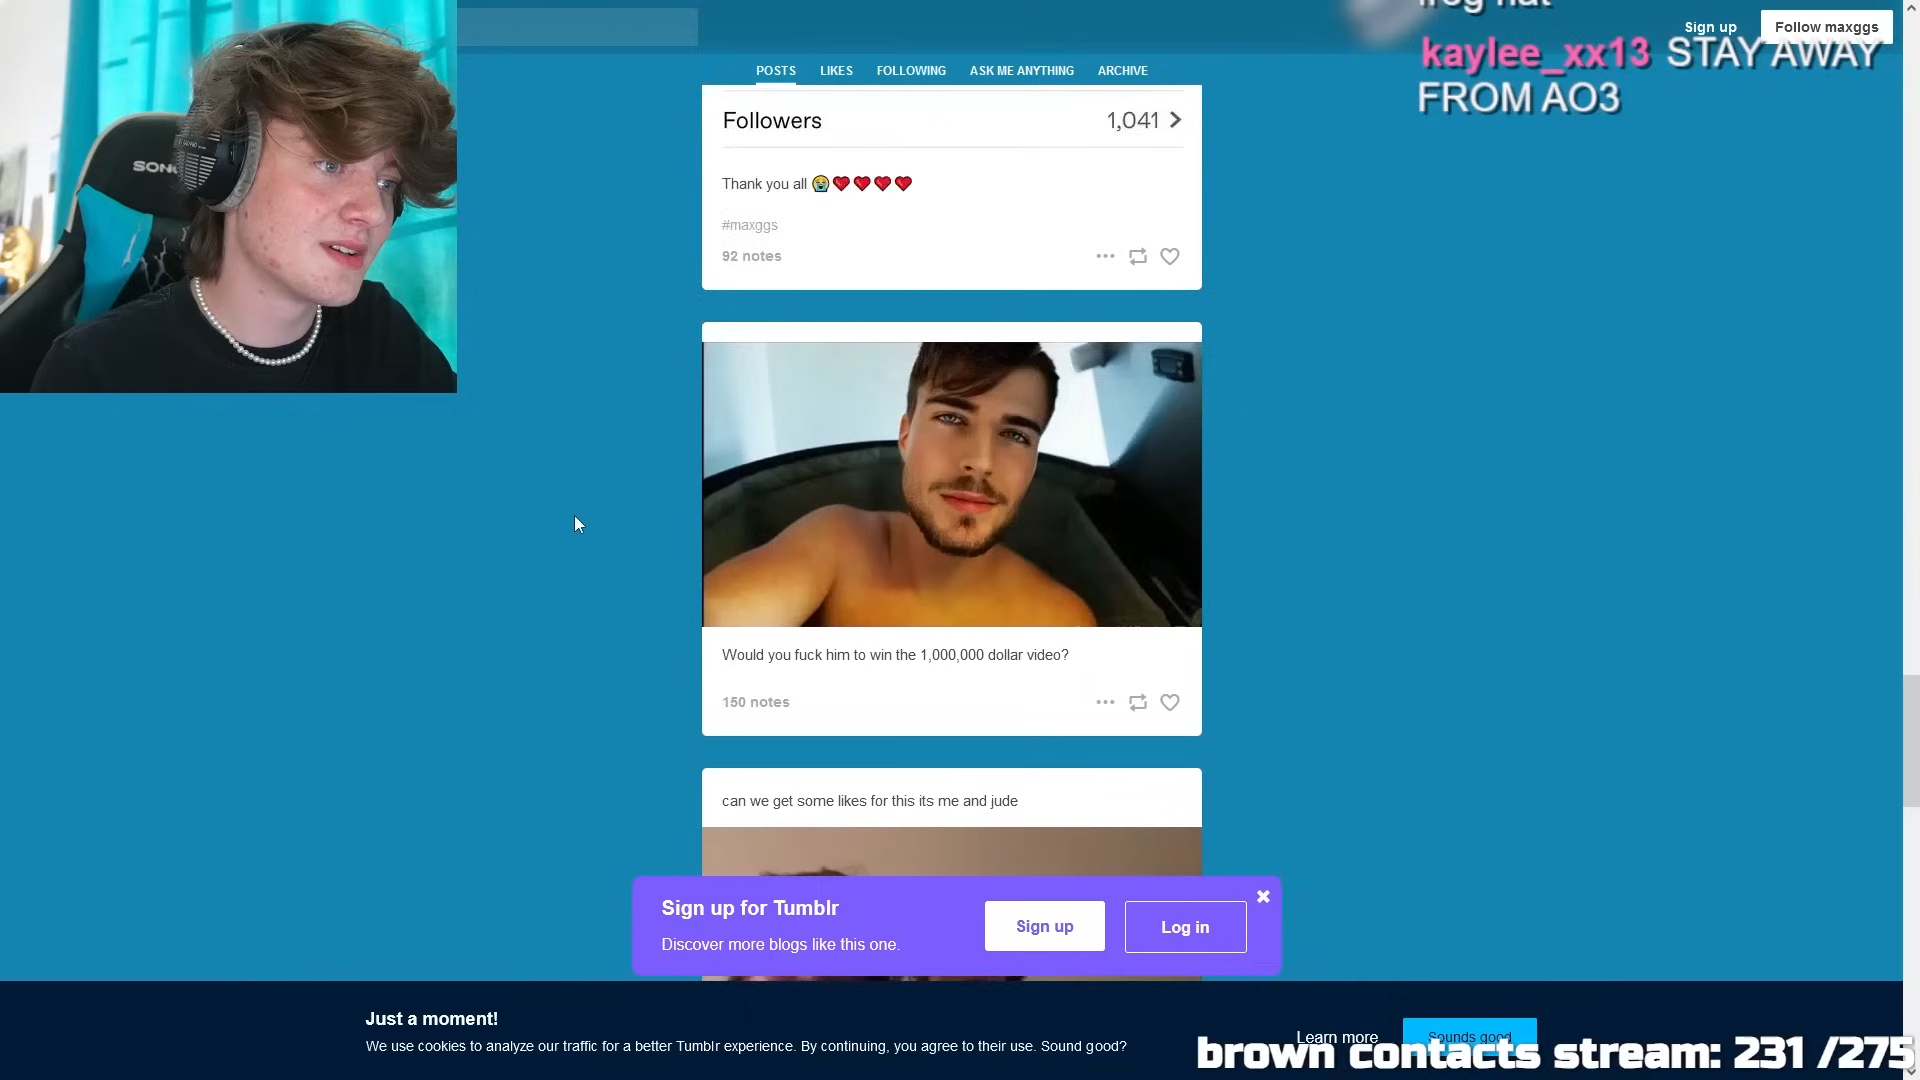 Sign up
Follow maxggs
kaylee_xx13 STAY AWAY
FROM AO3
POSTS LIKES FOLLOWING ASK ME ANYTHING ARCHIVE
Followers 1,041
Thank you all 😭❤️❤️❤️❤️
#maxggs
92 notes
Would you fuck him to win the 1,000,000 dollar video?
150 notes
can we get some likes for this its me and jude
Sign up for Tumblr
Discover more blogs like this one.
Sign up
Log in
Just a moment!
We use cookies to analyze our traffic for a better Tumblr experience. By continuing, you agree to their use. Sound good?
Learn more
Sounds good
brown contacts stream: 231 /275